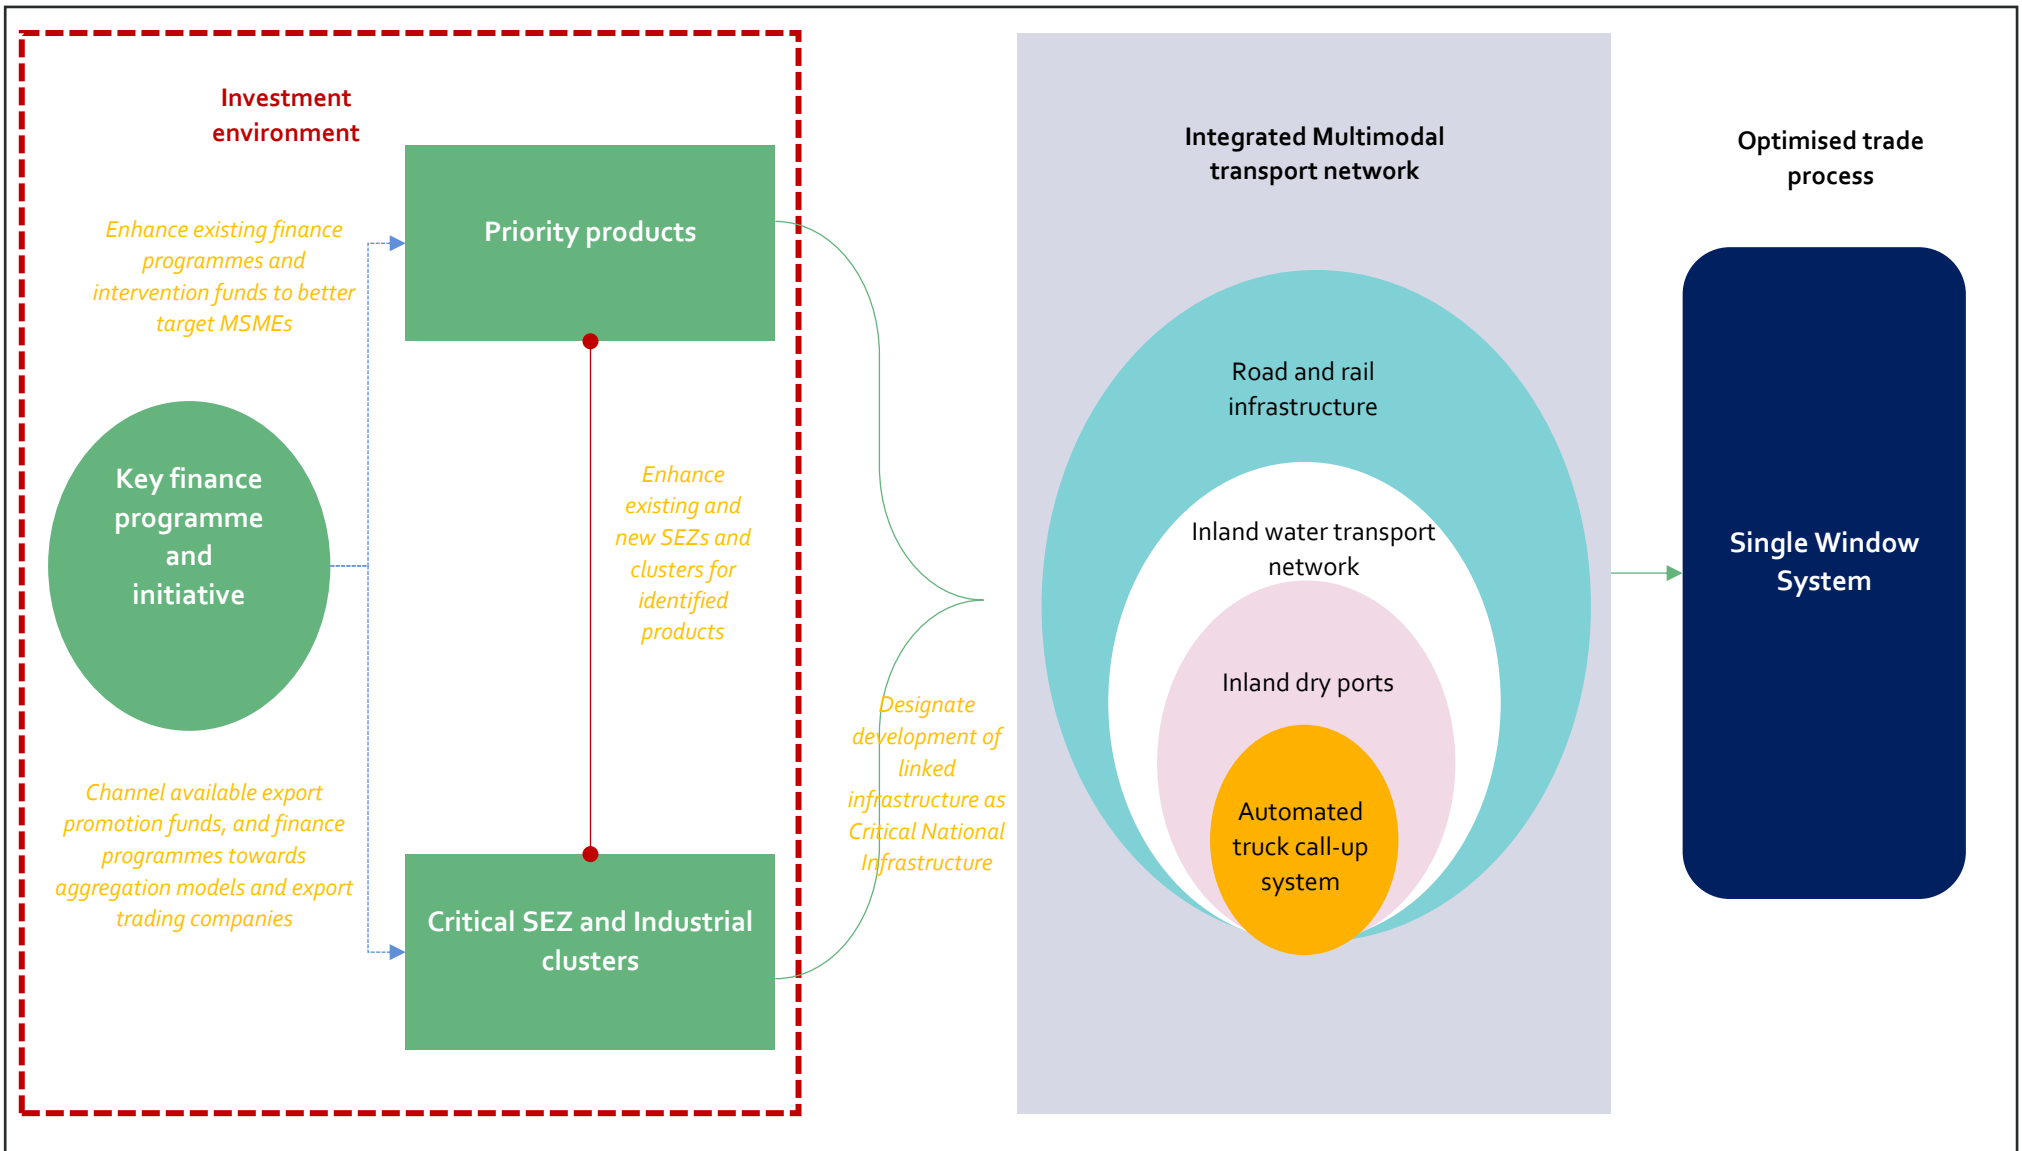 Investment
environment
Enhance existing finance
programmes and
intervention funds to better
target MSMEs
Key finance
programme
and
initiative
Channel available export
promotion funds, and finance
programmes towards
aggregation models and export
trading companies
Priority products
Enhance
existing and
new SEZs and
clusters for
identified
products
Critical SEZ and Industrial
clusters
Designate
development of
linked
infrastructure as
Critical National
Infrastructure
Integrated Multimodal
transport network
Road and rail
infrastructure
Inland water transport
network
Inland dry ports
Automated
truck call-up
system
Optimised trade
process
Single Window
System